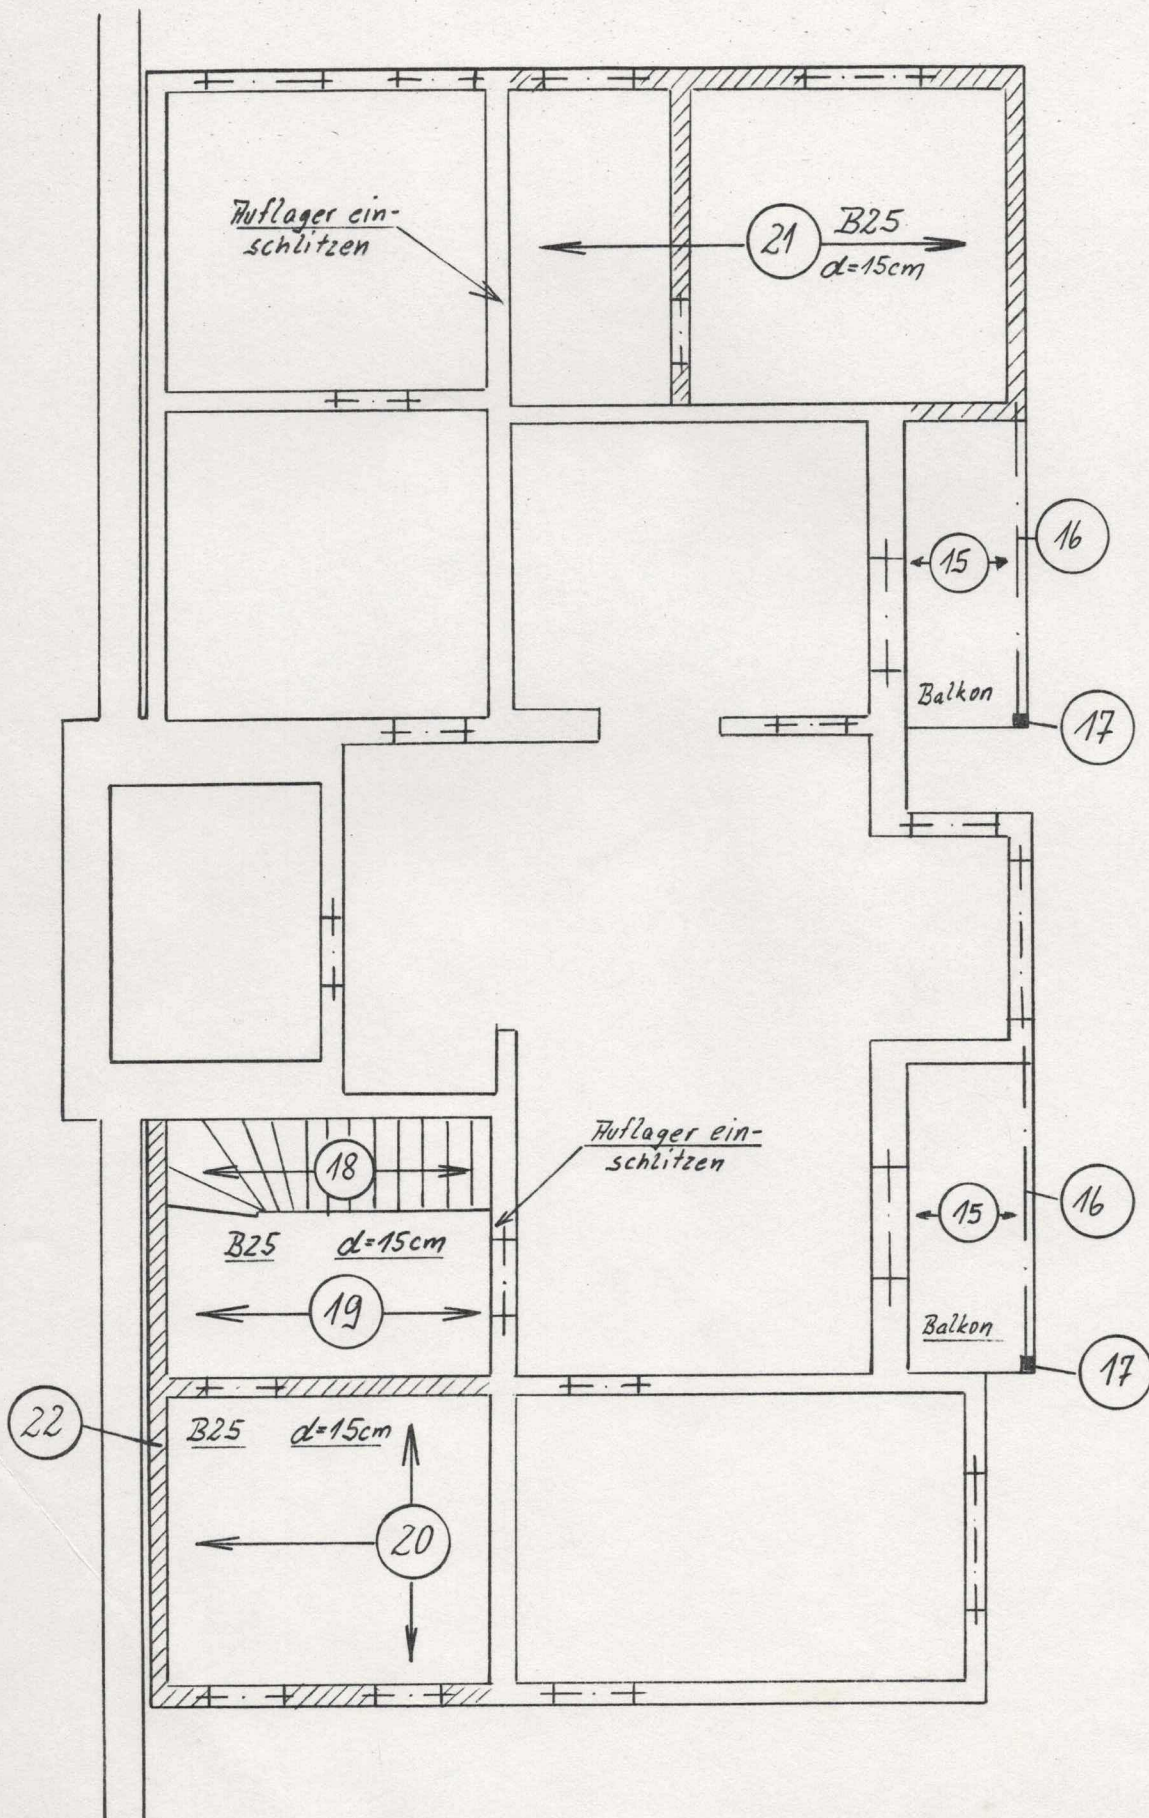 Auflager ein-
schlitzen
21
B25
d=15cm
16
15
Balkon
17
Auflager ein-
schlitzen
18
16
15
B25 d=15cm
19
Balkon
17
22
B25 d=15cm
20